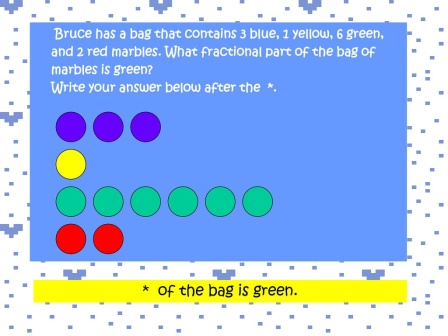 Bruce has a bag that contains 3 blue, 1 yellow, 6 green,
and 2 red marbles. What fractional part of the bag of
marbles is green?
Write your answer below after the *.
* of the bag is green.